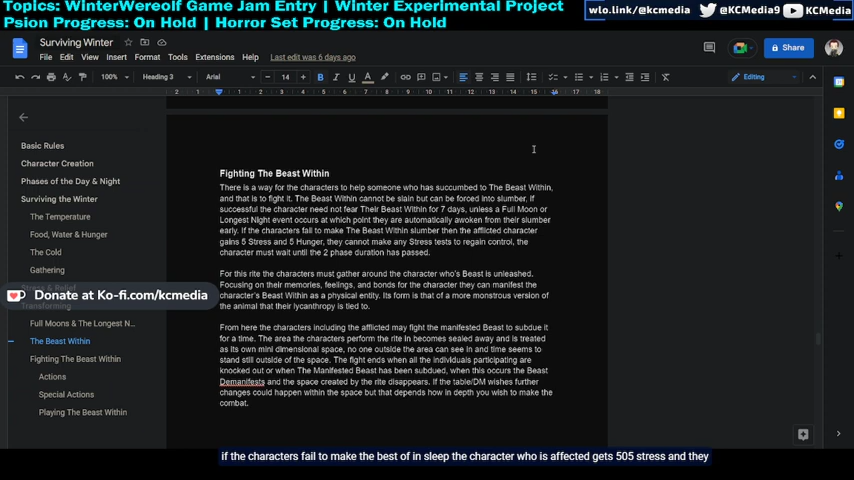 Topics: WinterWereolf Game Jam Entry | Winter Experimental Project
Psion Progress: On Hold | Horror Set Progress: On Hold
wlo.link/@kcmedia @KCMedia9 KCMedia
Surviving Winter
File Edit View Insert Format Tools Extensions Help Last edit was 6 days ago
Share
100% Heading 3 Arial 14 Editing
2 1 1 2 3 4 5 6 7 8 9 10 11 12 13 14 15 16 17 18
Basic Rules
Character Creation
Phases of the Day & Night
Surviving the Winter
The Temperature
Food, Water & Hunger
The Cold
Gathering
Donate at Ko-fi.com/kcmedia
Full Moons & The Longest N...
The Beast Within
Fighting The Beast Within
Actions
Special Actions
Playing The Beast Within
Fighting The Beast Within
There is a way for the characters to help someone who has succumbed to The Beast Within,
and that is to fight it. The Beast Within cannot be slain but can be forced into slumber, if
successful the character need not fear Their Beast Within for 7 days, unless a Full Moon or
Longest Night event occurs at which point they are automatically awoken from their slumber
early. If the characters fail to make The Beast Within slumber then the afflicted character
gains 5 Stress and 5 Hunger, they cannot make any Stress tests to regain control, the
character must wait until the 2 phase duration has passed.
For this rite the characters must gather around the character who's Beast is unleashed.
Focusing on their memories, feelings, and bonds for the character they can manifest the
character's Beast Within as a physical entity. Its form is that of a more monstrous version of
the animal that their lycanthropy is tied to.
From here the characters including the afflicted may fight the manifested Beast to subdue it
for a time. The area the characters perform the rite in becomes sealed away and is treated
as its own mini dimensional space, no one outside the area can see in and time seems to
stand still outside of the space. The fight ends when all the individuals participating are
knocked out or when The Manifested Beast has been subdued, when this occurs the Beast
Demanifests and the space created by the rite disappears. If the table/DM wishes further
changes could happen within the space but that depends how in depth you wish to make the
combat.
if the characters fail to make the best of in sleep the character who is affected gets 505 stress and they